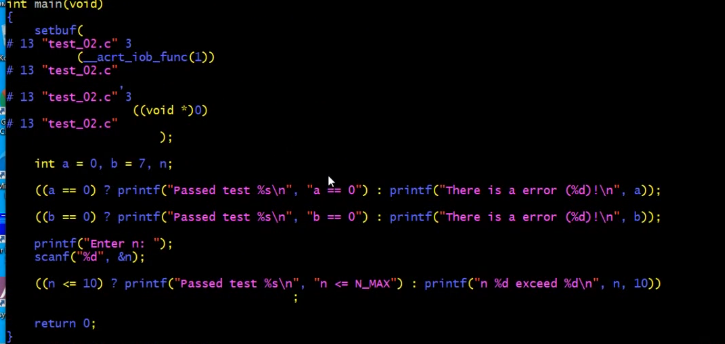 int main(void)
{
    setbuf(
# 13 "test_02.c" 3
          (__acrt_iob_func(1))
# 13 "test_02.c"
                ,
# 13 "test_02.c" 3
                  ((void *)0)
# 13 "test_02.c"
                      );
    int a = 0, b = 7, n;
    ((a == 0) ? printf("Passed test %s\n", "a == 0") : printf("There is a error (%d)!\n", a));
    ((b == 0) ? printf("Passed test %s\n", "b == 0") : printf("There is a error (%d)!\n", b));
    printf("Enter n: ");
    scanf("%d", &n);
    ((n <= 10) ? printf("Passed test %s\n", "n <= N_MAX") : printf("n %d exceed %d\n", n, 10))
                                         ;
    return 0;
}